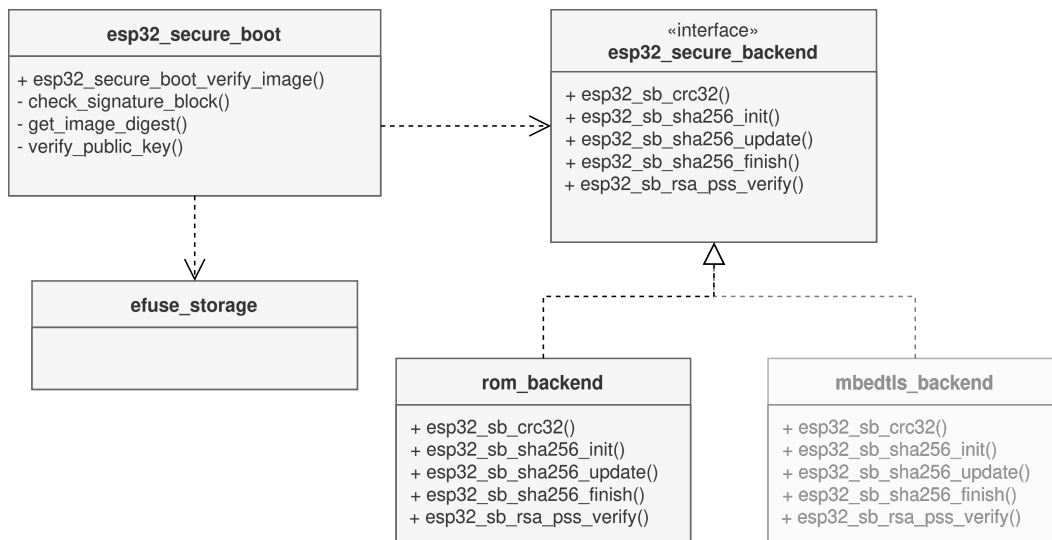 esp32_secure_boot
+ esp32_secure_boot_verify_image()
- check_signature_block()
- get_image_digest()
- verify_public_key()
«interface»
esp32_secure_backend
+ esp32_sb_crc32()
+ esp32_sb_sha256_init()
+ esp32_sb_sha256_update()
+ esp32_sb_sha256_finish()
+ esp32_sb_rsa_pss_verify()
efuse_storage
rom_backend
+ esp32_sb_crc32()
+ esp32_sb_sha256_init()
+ esp32_sb_sha256_update()
+ esp32_sb_sha256_finish()
+ esp32_sb_rsa_pss_verify()
mbedtls_backend
+ esp32_sb_crc32()
+ esp32_sb_sha256_init()
+ esp32_sb_sha256_update()
+ esp32_sb_sha256_finish()
+ esp32_sb_rsa_pss_verify()